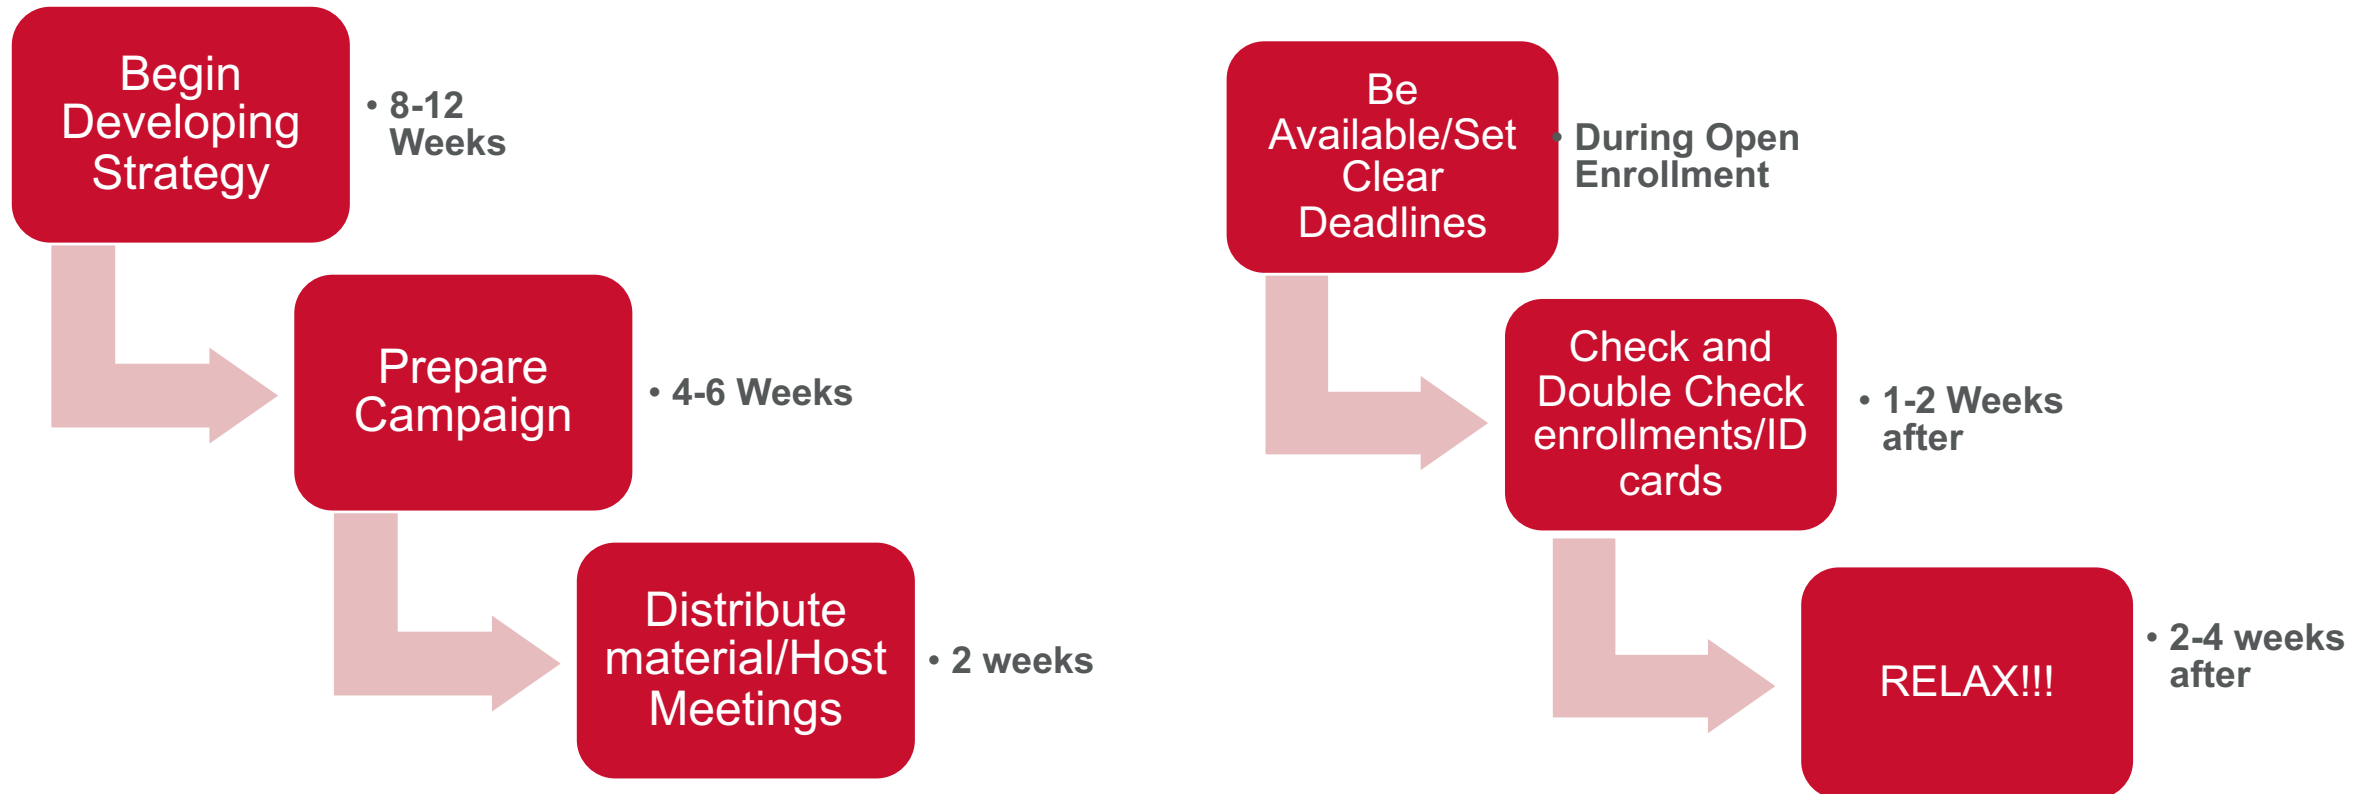 Begin
Developing
Strategy
• 8-12
Weeks
Prepare
Campaign
• 4-6 Weeks
Distribute
material/Host
Meetings
• 2 weeks
Be
Available/Set
Clear
Deadlines
• During Open
Enrollment
Check and
Double Check
enrollments/ID
cards
• 1-2 Weeks
after
RELAX!!!
• 2-4 weeks
after